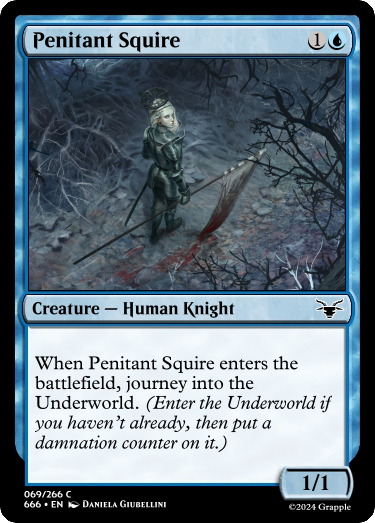 Penitant Squire 1
Creature — Human Knight
When Penitant Squire enters the
battlefield, journey into the
Underworld. (Enter the Underworld if
you haven't already, then put a
damnation counter on it.)
1/1
069/266 C
666 • EN Daniela Giubellini
©2024 Grapple